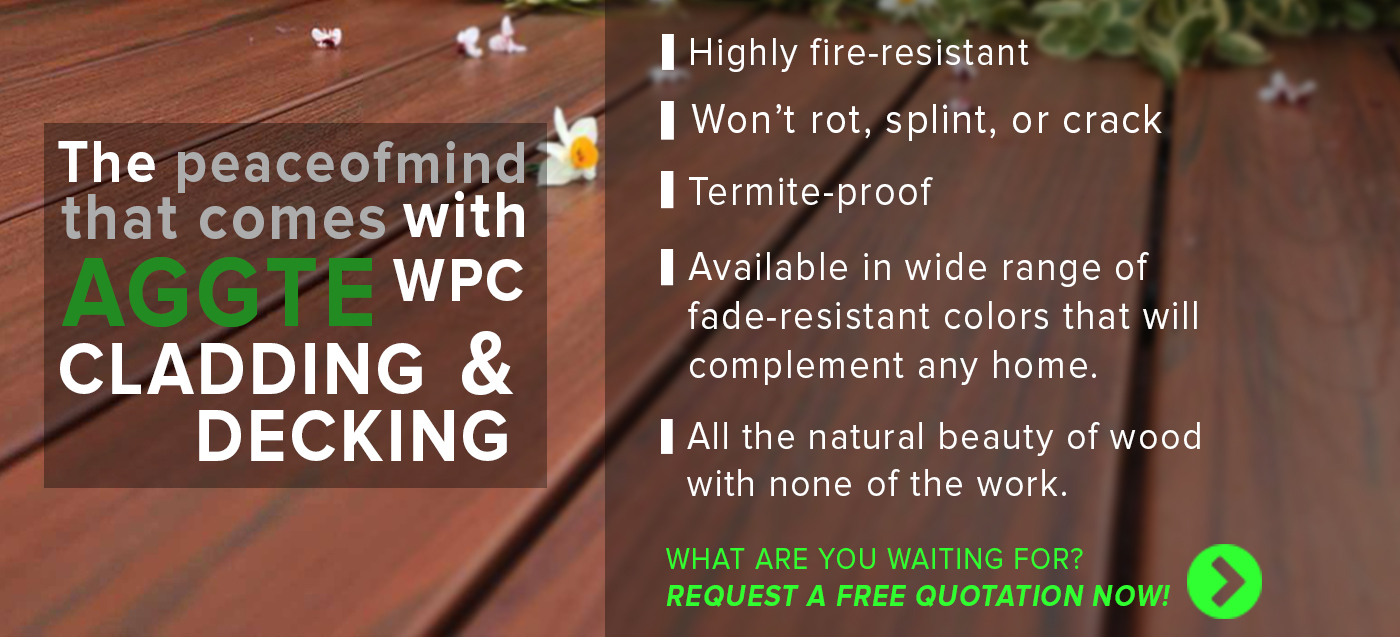 The peaceofmind
that comes with
AGGTE WPC
CLADDING &
DECKING
Highly fire-resistant
Won't rot, splint, or crack
Termite-proof
Available in wide range of
fade-resistant colors that will
complement any home.
All the natural beauty of wood
with none of the work.
WHAT ARE YOU WAITING FOR?
REQUEST A FREE QUOTATION NOW!